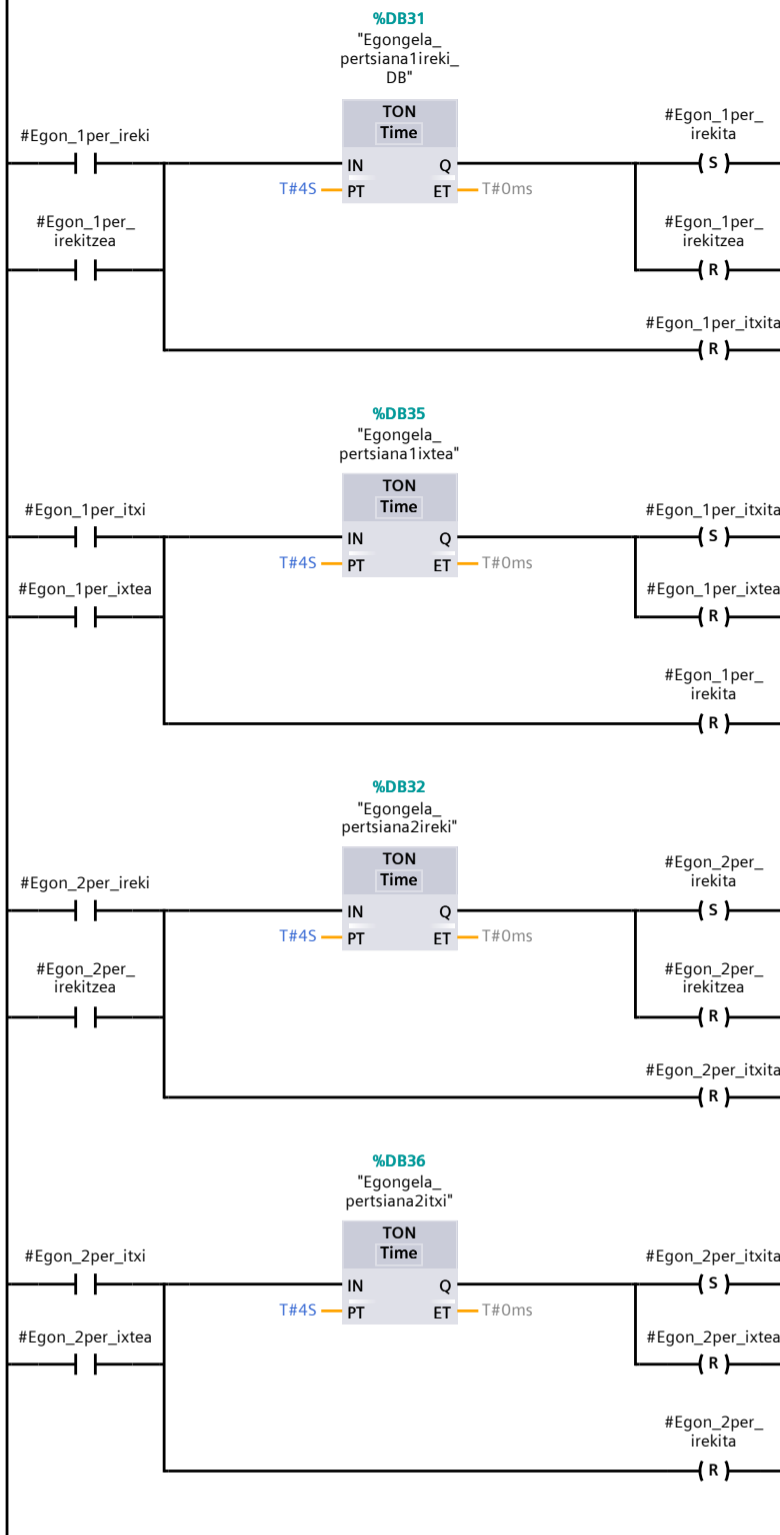 %DB31
"Egongela_
pertsiana1ireki_
DB"
TON
Time
#Egon_1per_ireki
#Egon_1per_
irekita
IN Q
( S )
T#4S PT ET T#0ms
#Egon_1per_
irekitzea
#Egon_1per_
irekitzea
( R )
#Egon_1per_itxita
( R )
%DB35
"Egongela_
pertsiana1ixtea"
TON
Time
#Egon_1per_itxi
#Egon_1per_itxita
IN Q
( S )
T#4S PT ET T#0ms
#Egon_1per_ixtea
#Egon_1per_ixtea
( R )
#Egon_1per_
irekita
( R )
%DB32
"Egongela_
pertsiana2ireki"
TON
Time
#Egon_2per_ireki
#Egon_2per_
irekita
IN Q
( S )
T#4S PT ET T#0ms
#Egon_2per_
irekitzea
#Egon_2per_
irekitzea
( R )
#Egon_2per_itxita
( R )
%DB36
"Egongela_
pertsiana2itxi"
TON
Time
#Egon_2per_itxi
#Egon_2per_itxita
IN Q
( S )
T#4S PT ET T#0ms
#Egon_2per_ixtea
#Egon_2per_ixtea
( R )
#Egon_2per_
irekita
( R )